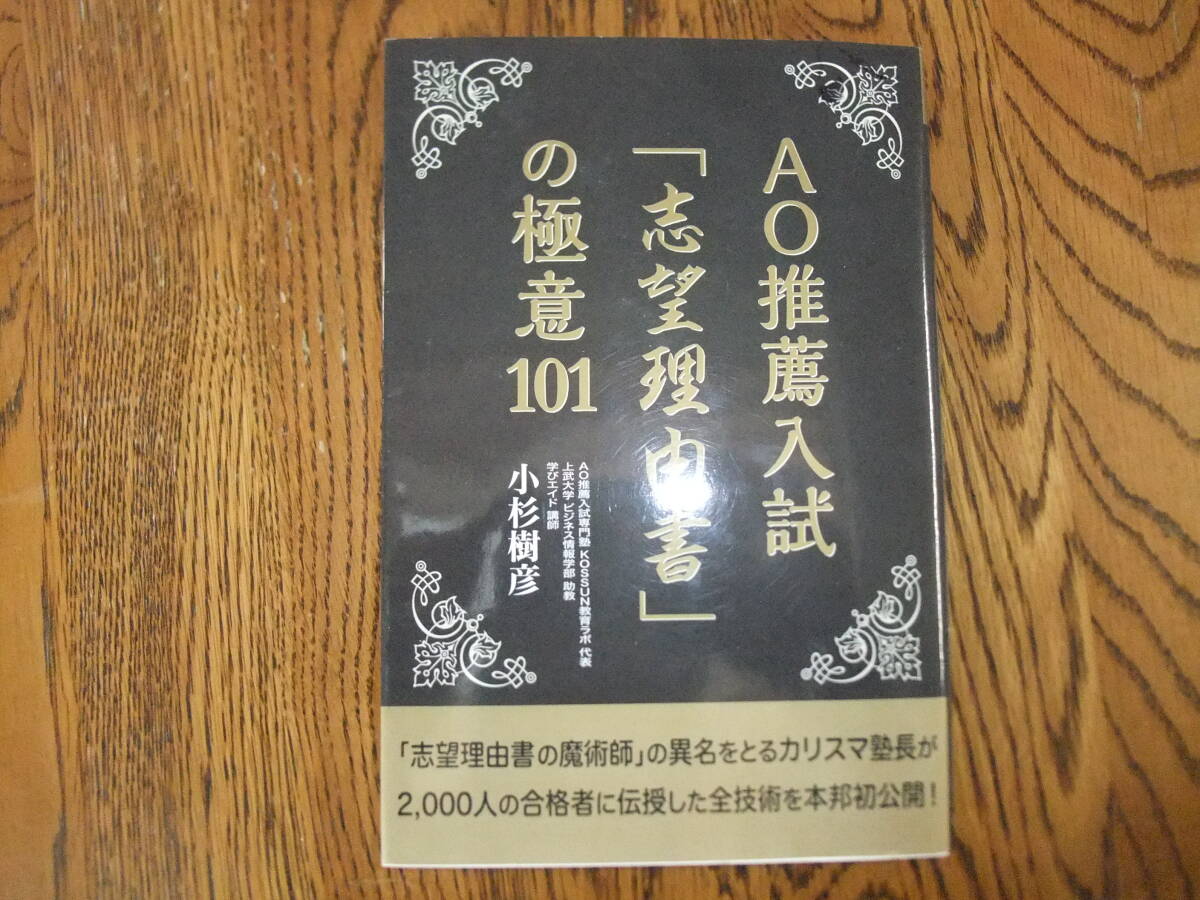 AO推薦入試
「志望理由書」
の極意101
AO推薦入試専門塾 KOSSUN教育ラボ 代表
上武大学 ビジネス情報学部 助教
学びエイド 講師
小杉樹彦
「志望理由書の魔術師」の異名をとるカリスマ塾長が
2,000人の合格者に伝授した全技術を本邦初公開！